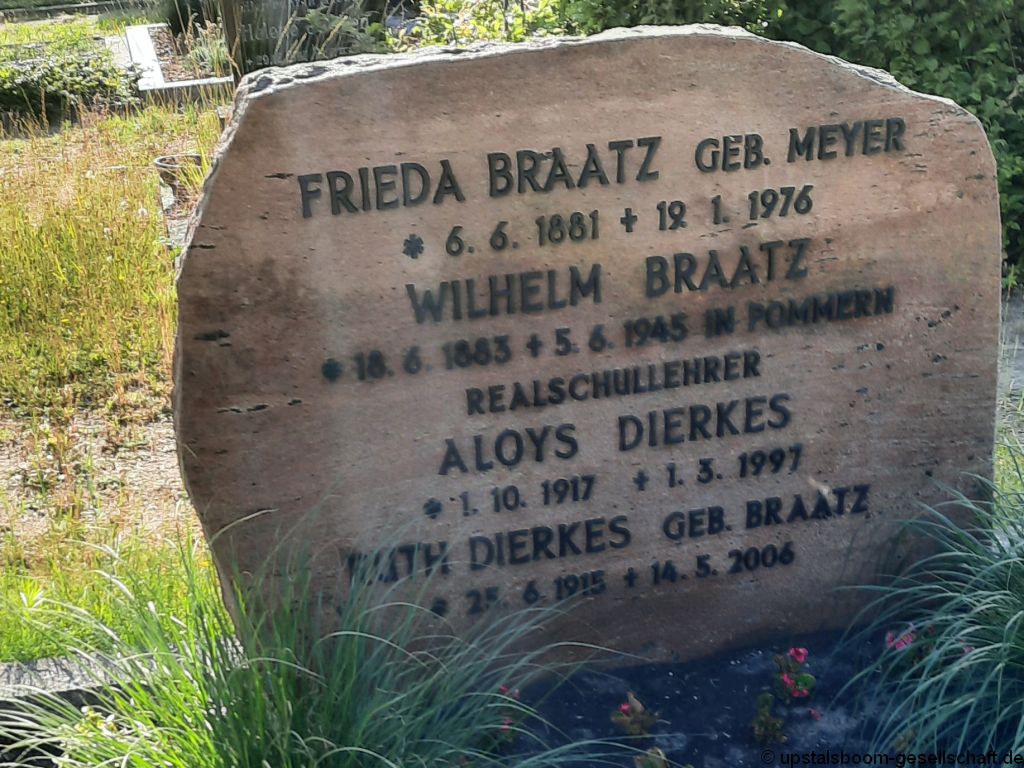 FRIEDA BRAATZ GEB. MEYER
* 6. 6. 1881 + 19. 1. 1976
WILHELM BRAATZ
* 18. 6. 1883 + 5. 6. 1945 IN POMMERN
REALSCHULLEHRER
ALOYS DIERKES
* 1. 10. 1917 + 1. 3. 1997
RUTH DIERKES GEB. BRAATZ
* 25. 6. 1915 + 14. 5. 2006
© upstalsboom-gesellschaft.de